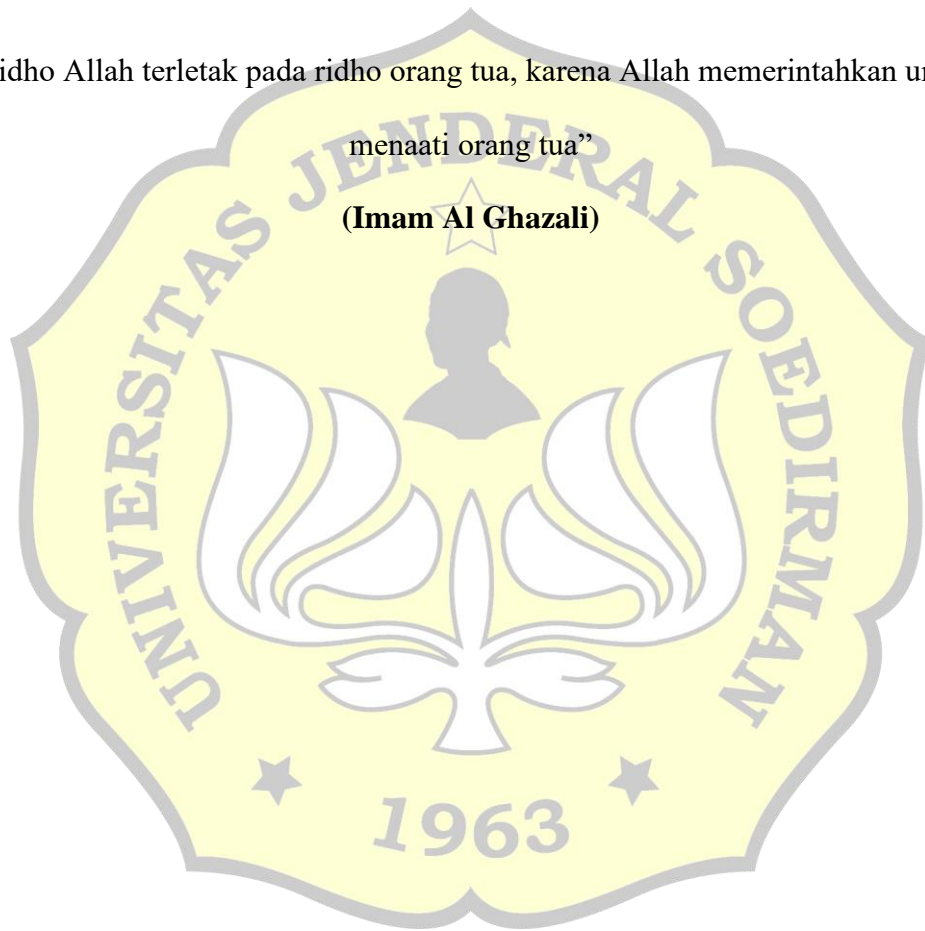 idho Allah terletak pada ridho orang tua, karena Allah memerintahkan
menaati orang tua”
(Imam Al Ghazali)
UNIVERSITAS JENDERAL SOEDIRMAN
1963